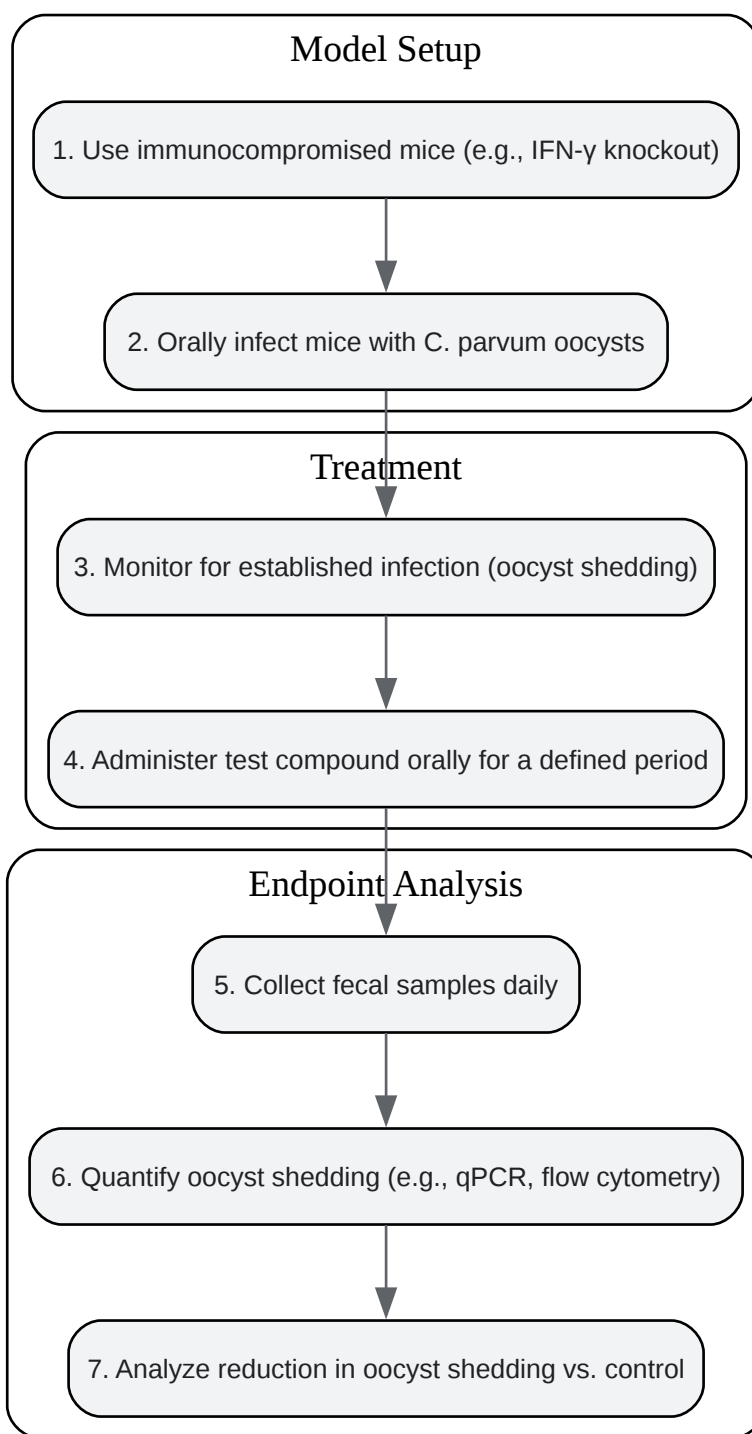 Model Setup
1. Use immunocompromised mice (e.g., IFN-γ knockout)
2. Orally infect mice with C. parvum oocysts
Treatment
3. Monitor for established infection (oocyst shedding)
4. Administer test compound orally for a defined period
Endpoint Analysis
5. Collect fecal samples daily
6. Quantify oocyst shedding (e.g., qPCR, flow cytometry)
7. Analyze reduction in oocyst shedding vs. control